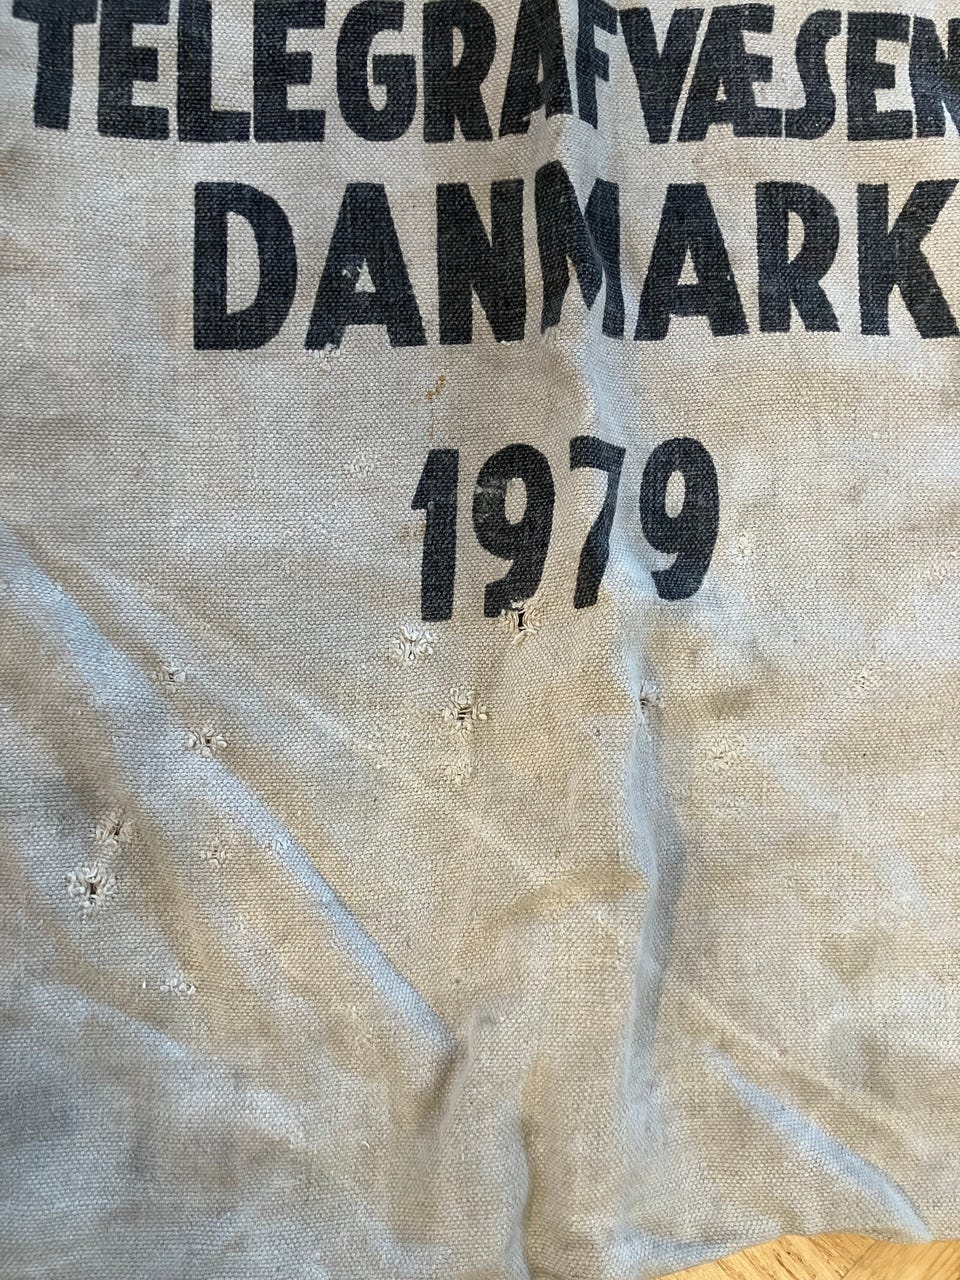 TELEGRAFVÆSEN
DANMARK
1979